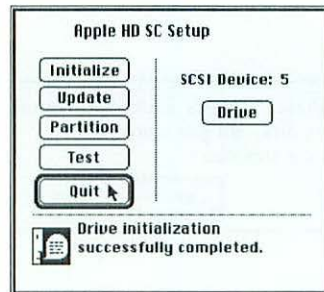 Apple HD SC Setup
Initialize
Update
Partition
Test
Quit
SCSI Device: 5
Drive
Drive initialization
successfully completed.